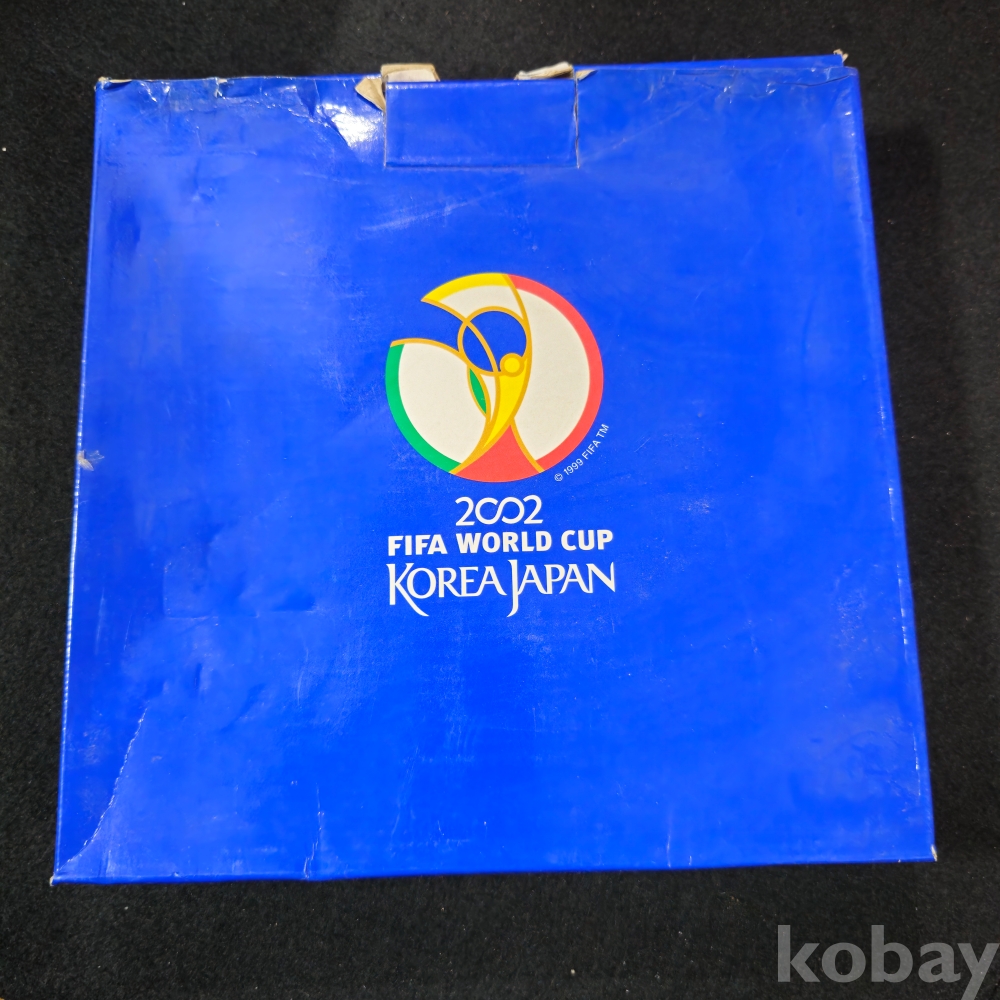 © 1999 FIFA TM
2002
FIFA WORLD CUP
KOREA JAPAN
kobay